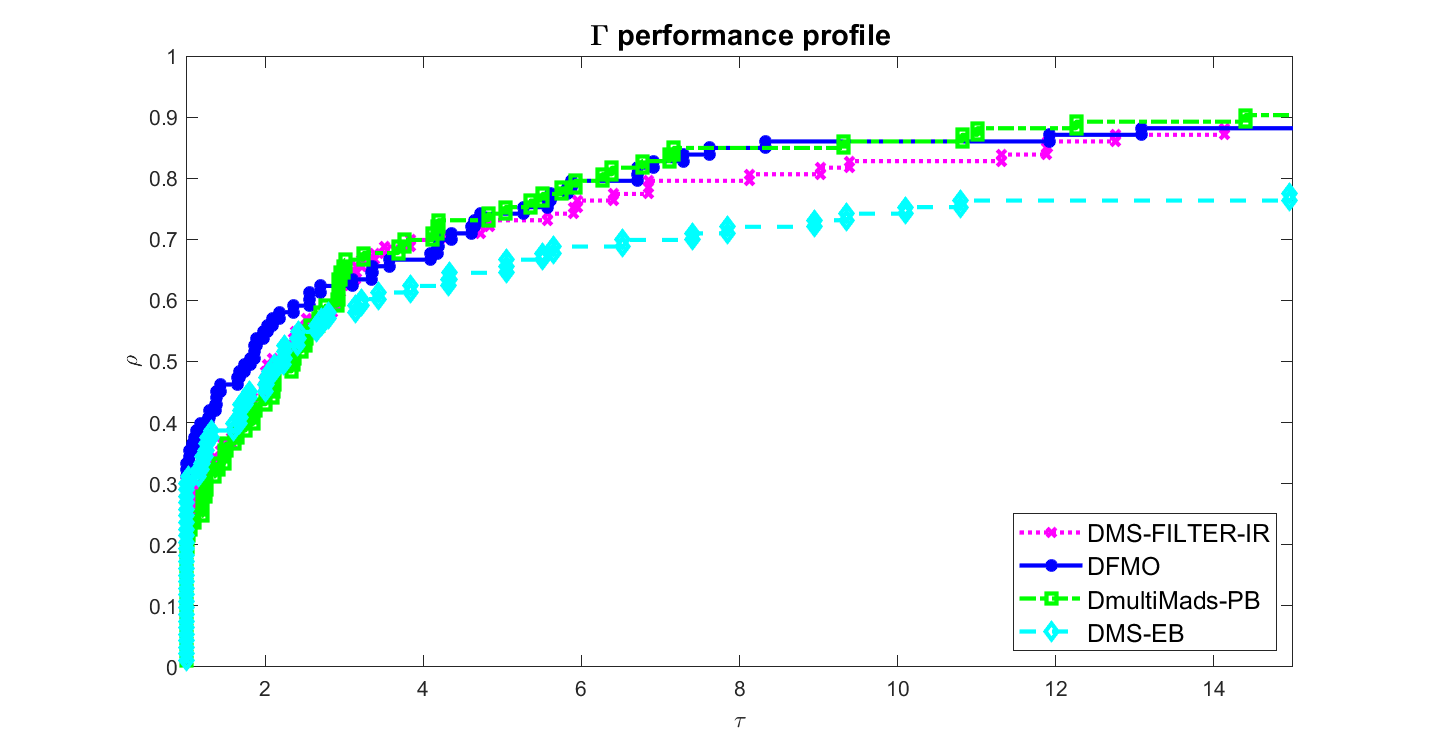 Γ performance profile
1
0.9
0.8
0.7
0.6
0.5
0.4
0.3
0.2
0.1
0
ρ
2 4 6 8 10 12 14
τ
DMS-FILTER-IR
DFMO
DmultiMads-PB
DMS-EB